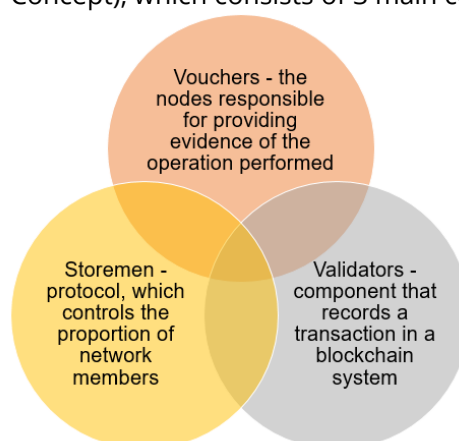 Concept), which consists of 3 main c
Vouchers - the
nodes responsible
for providing
evidence of the
operation performed
Storemen -
protocol, which
controls the
proportion of
network
members
Validators -
component that
records a
transaction in a
blockchain
system